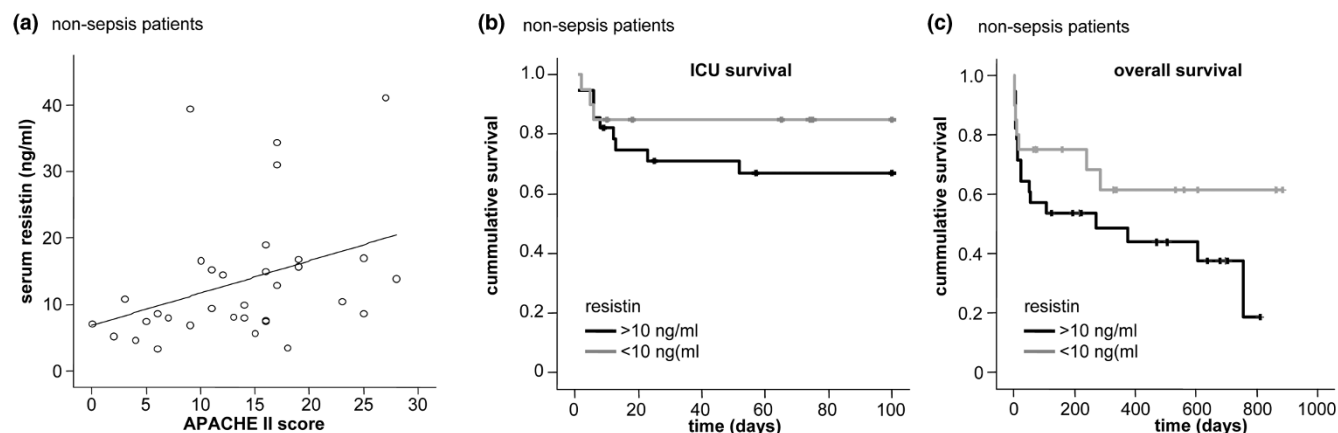 (a) non-sepsis patients
serum resistin (ng/ml)
40
30
20
10
0
0 5 10 15 20 25 30
APACHE II score
(b) non-sepsis patients
ICU survival
cummulative survival
1.0
0.8
0.6
0.4
0.2
0
resistin
>10 ng/ml
<10 ng(ml
0 20 40 60 80 100
time (days)
(c) non-sepsis patients
overall survival
cummulative survival
1.0
0.8
0.6
0.4
0.2
0
resistin
>10 ng/ml
<10 ng(ml
0 200 400 600 800 1000
time (days)